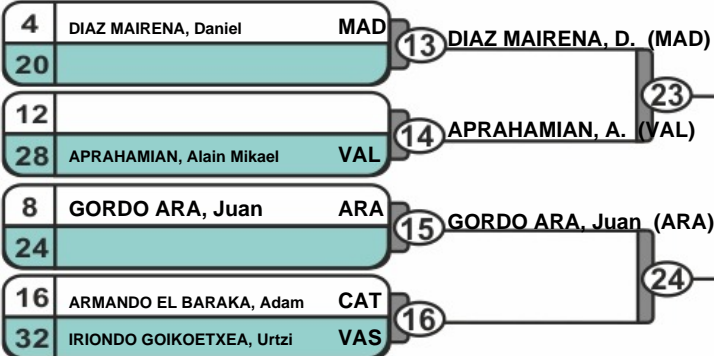 4 DIAZ MAIRENA, Daniel MAD
20
13 DIAZ MAIRENA, D. (MAD)
23
12
28 APRAHAMIAN, Alain Mikael VAL
14 APRAHAMIAN, A. (VAL)
8 GORDO ARA, Juan ARA
24
15 GORDO ARA, Juan (ARA)
24
16 ARMANDO EL BARAKA, Adam CAT
32 IRIONDO GOIKOETXEA, Urtzi VAS
16